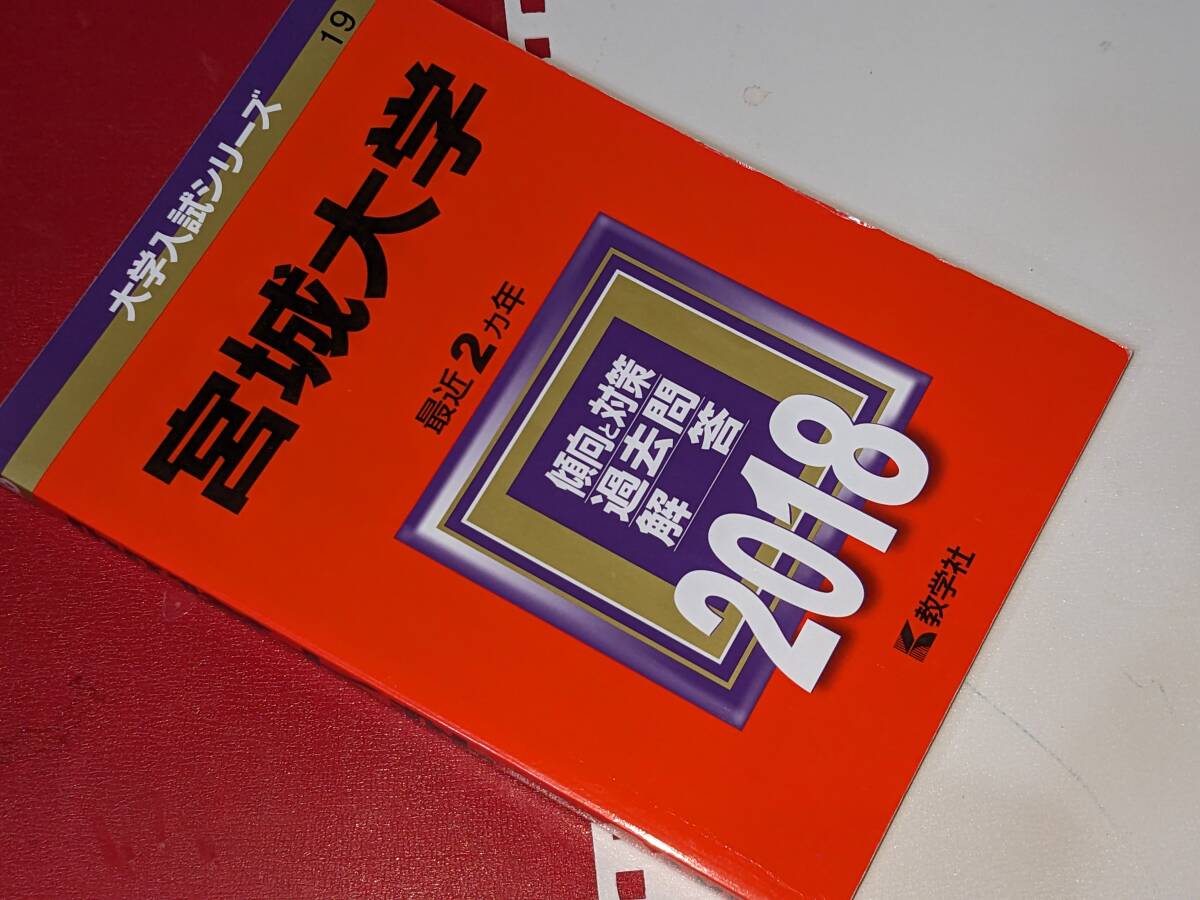 大学入試シリーズ
19
宮城大学
最近2カ年
傾向と対策
過去問
解答
2018
教学社